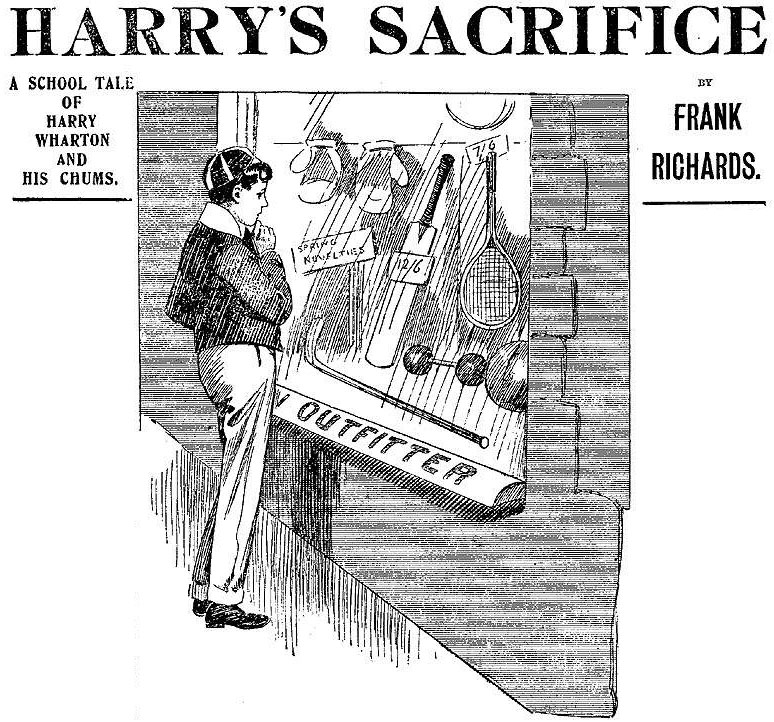 HARRY'S SACRIFICE
A SCHOOL TALE
OF
HARRY
WHARTON
AND
HIS CHUMS.
BY
FRANK
RICHARDS.
7/6
SPRING
NOVELTIES
12/6
OUTFITTER